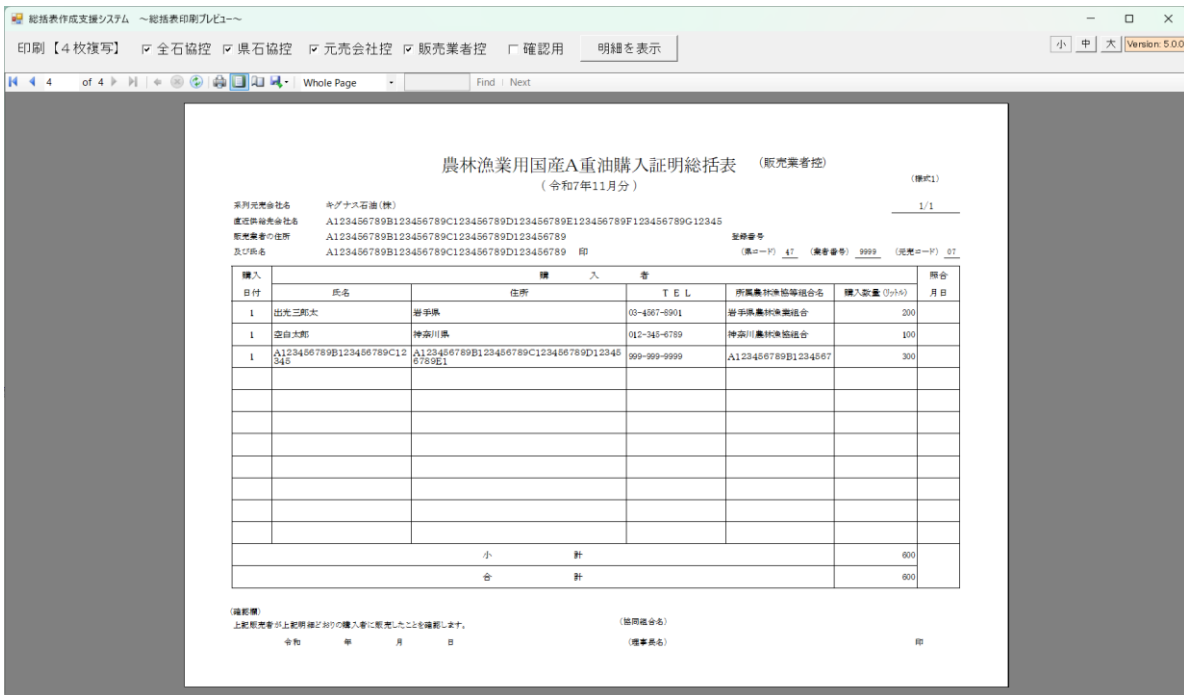 総括表作成支援システム　～総括表印刷プレビュー～
印刷【４枚複写】 全石協控 県石協控 元売会社控 販売業者控 確認用 明細を表示 小 中 大 Version: 5.0.0
4 of 4 Whole Page Find | Next
農林漁業用国産A重油購入証明総括表 (販売業者控)
(令和7年11月分) (様式1)
系列元売会社名 キグナス石油(株) 1/1
直近供給売会社名 A123456789B123456789C123456789D123456789E123456789F123456789G12345
販売業者の住所 A123456789B123456789C123456789D123456789 登録番号
及び氏名 A123456789B123456789C123456789D123456789 印 (県コード) 47 (業者番号) 9999 (元売コード) 07
購入 購入者 照合
日付 氏名 住所 TEL 所属農林漁協等組合名 購入数量(リットル) 月日
1 出光三郎太 岩手県 03-4567-8901 岩手県農林漁業組合 200
1 空白太郎 神奈川県 012-345-6789 神奈川農林漁協組合 100
1 A123456789B123456789C12 A123456789B123456789C123456789D12345 999-999-9999 A123456789B1234567 300
345 6789E1
小計 600
合計 600
(確認欄)
上記販売者が上記明細どおりの購入者に販売したことを確認します。 (協同組合名)
令和 年 月 日 (理事長名) 印